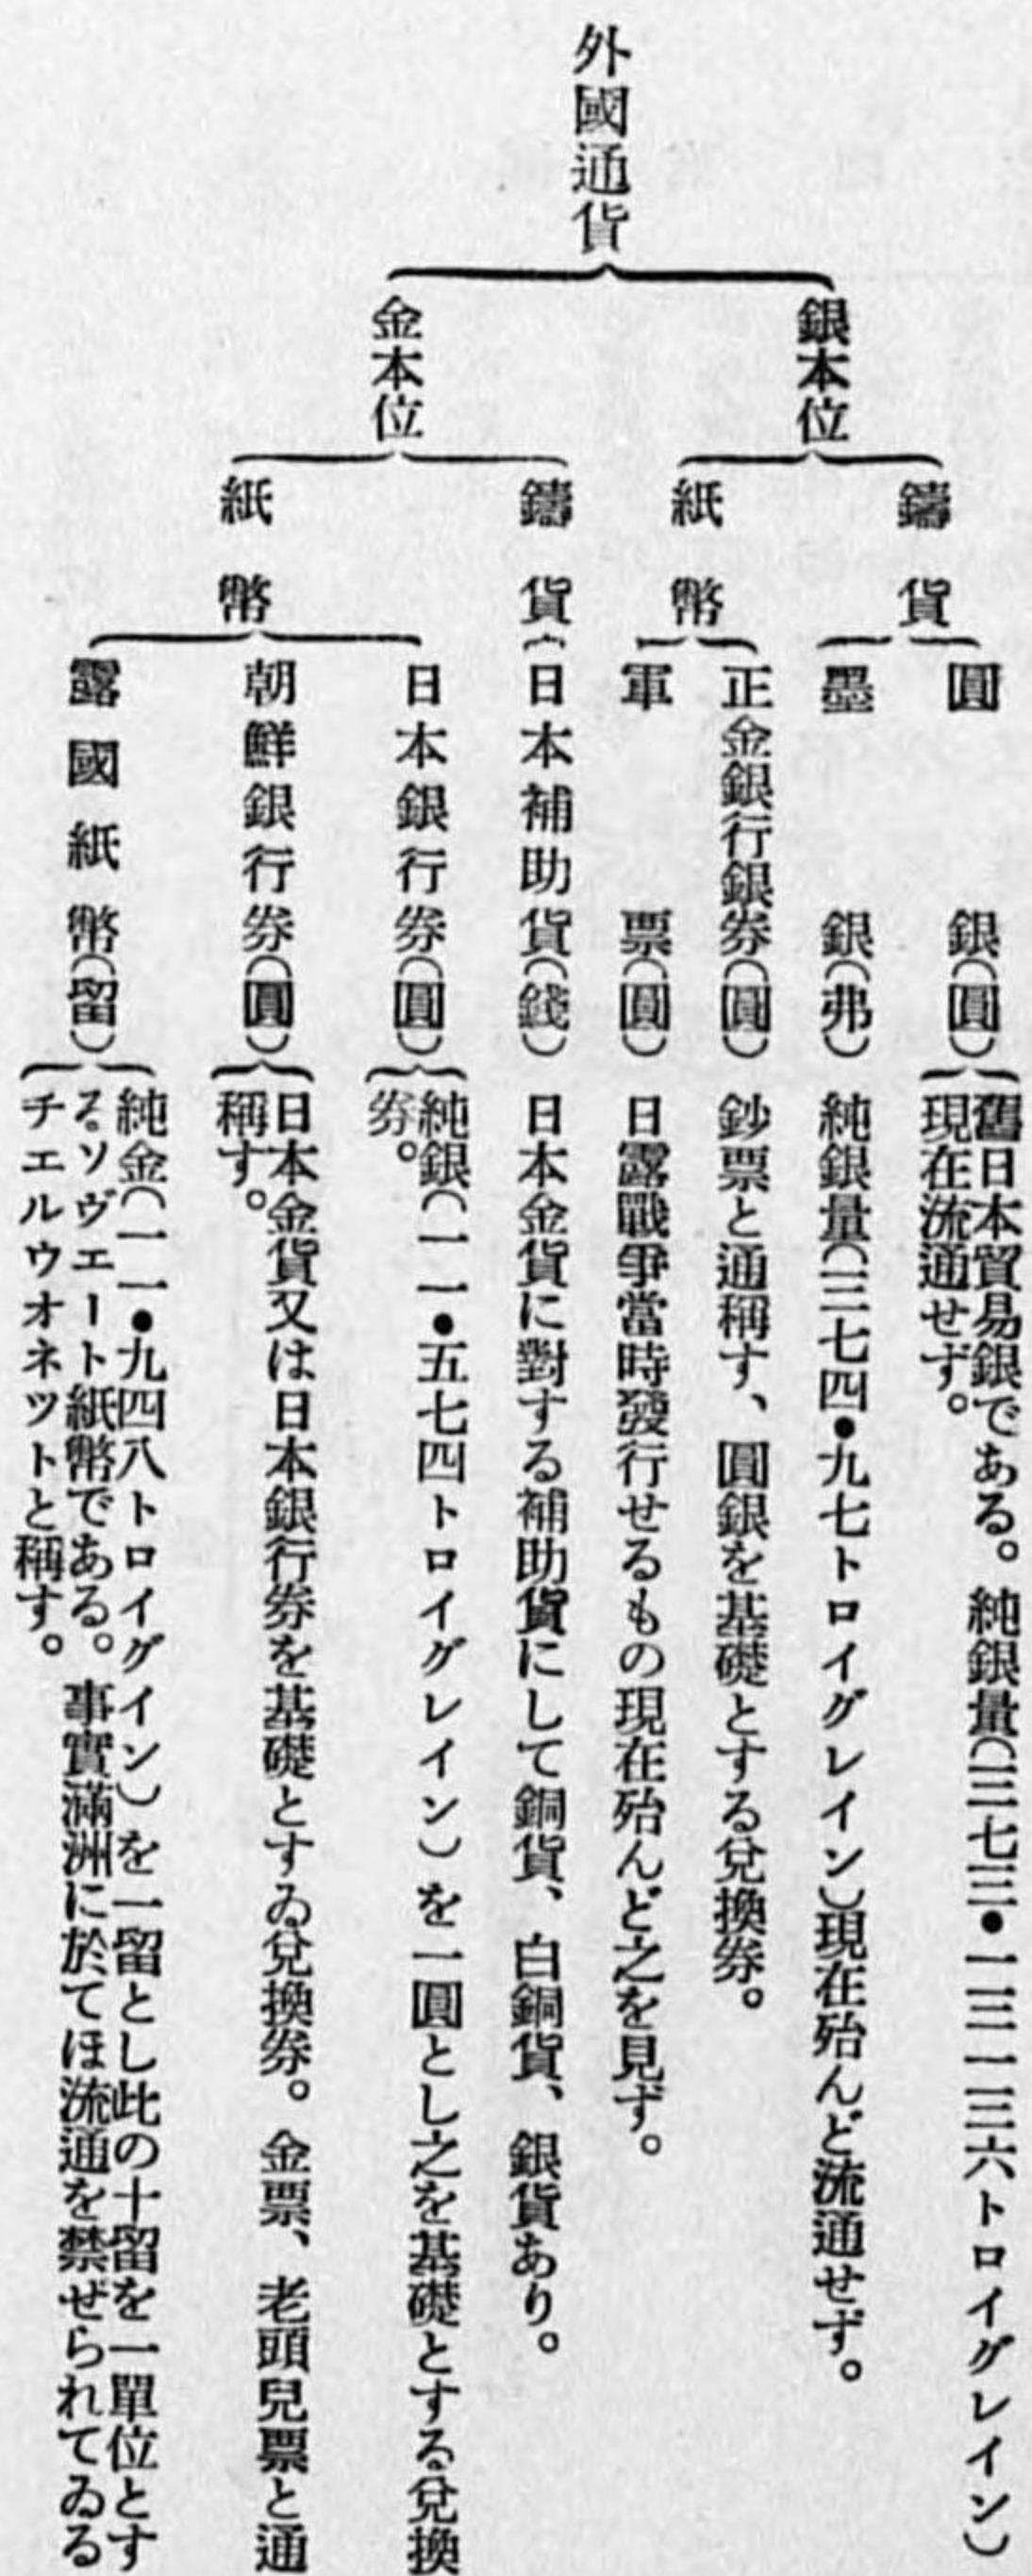 外國通貨
銀本位
鑄貨
圓銀(圓)
舊日本貿易銀である。純銀量(三七三・一三一三六トロイグレイン)
現在流通せず。
墨銀(弗)
純銀量(三七四・九七トロイグレイン)現在殆んど流通せず。
紙幣
正金銀行銀券(圓)
鈔票と通稱す、圓銀を基礎とする兌換券。
軍票(圓)
日露戰爭當時發行せるもの現在殆んど之を見ず。
金本位
鑄貨
日本補助貨(錢)
日本金貨に對する補助貨にして銅貨、白銅貨、銀貨あり。
紙幣
日本銀行券(圓)
純銀(一一・五七四トロイグレイン)を一圓とし之を基礎とする兌換
券。
朝鮮銀行券(圓)
日本金貨又は日本銀行券を基礎とすゐ兌換券。金票、老頭兒票と通
稱す。
露國紙幣(留)
純金(一一・九四八トロイグイン)を一留とし此の十留を一單位とす
る。ソヴエート紙幣である。事實滿洲に於てほ流通を禁ぜられてゐる
チエルウオネツトと稱す。